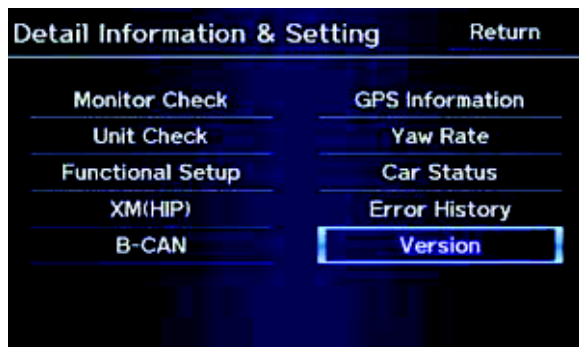 Detail Information & Setting Return
Monitor Check GPS Information
Unit Check Yaw Rate
Functional Setup Car Status
XM(HIP) Error History
B-CAN Version